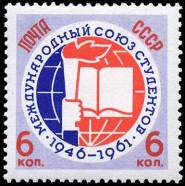 ПОЧТА СССР
МЕЖДУНАРОДНЫЙ СОЮЗ СТУДЕНТОВ
•1946–1961•
6 КОП.
6 КОП.